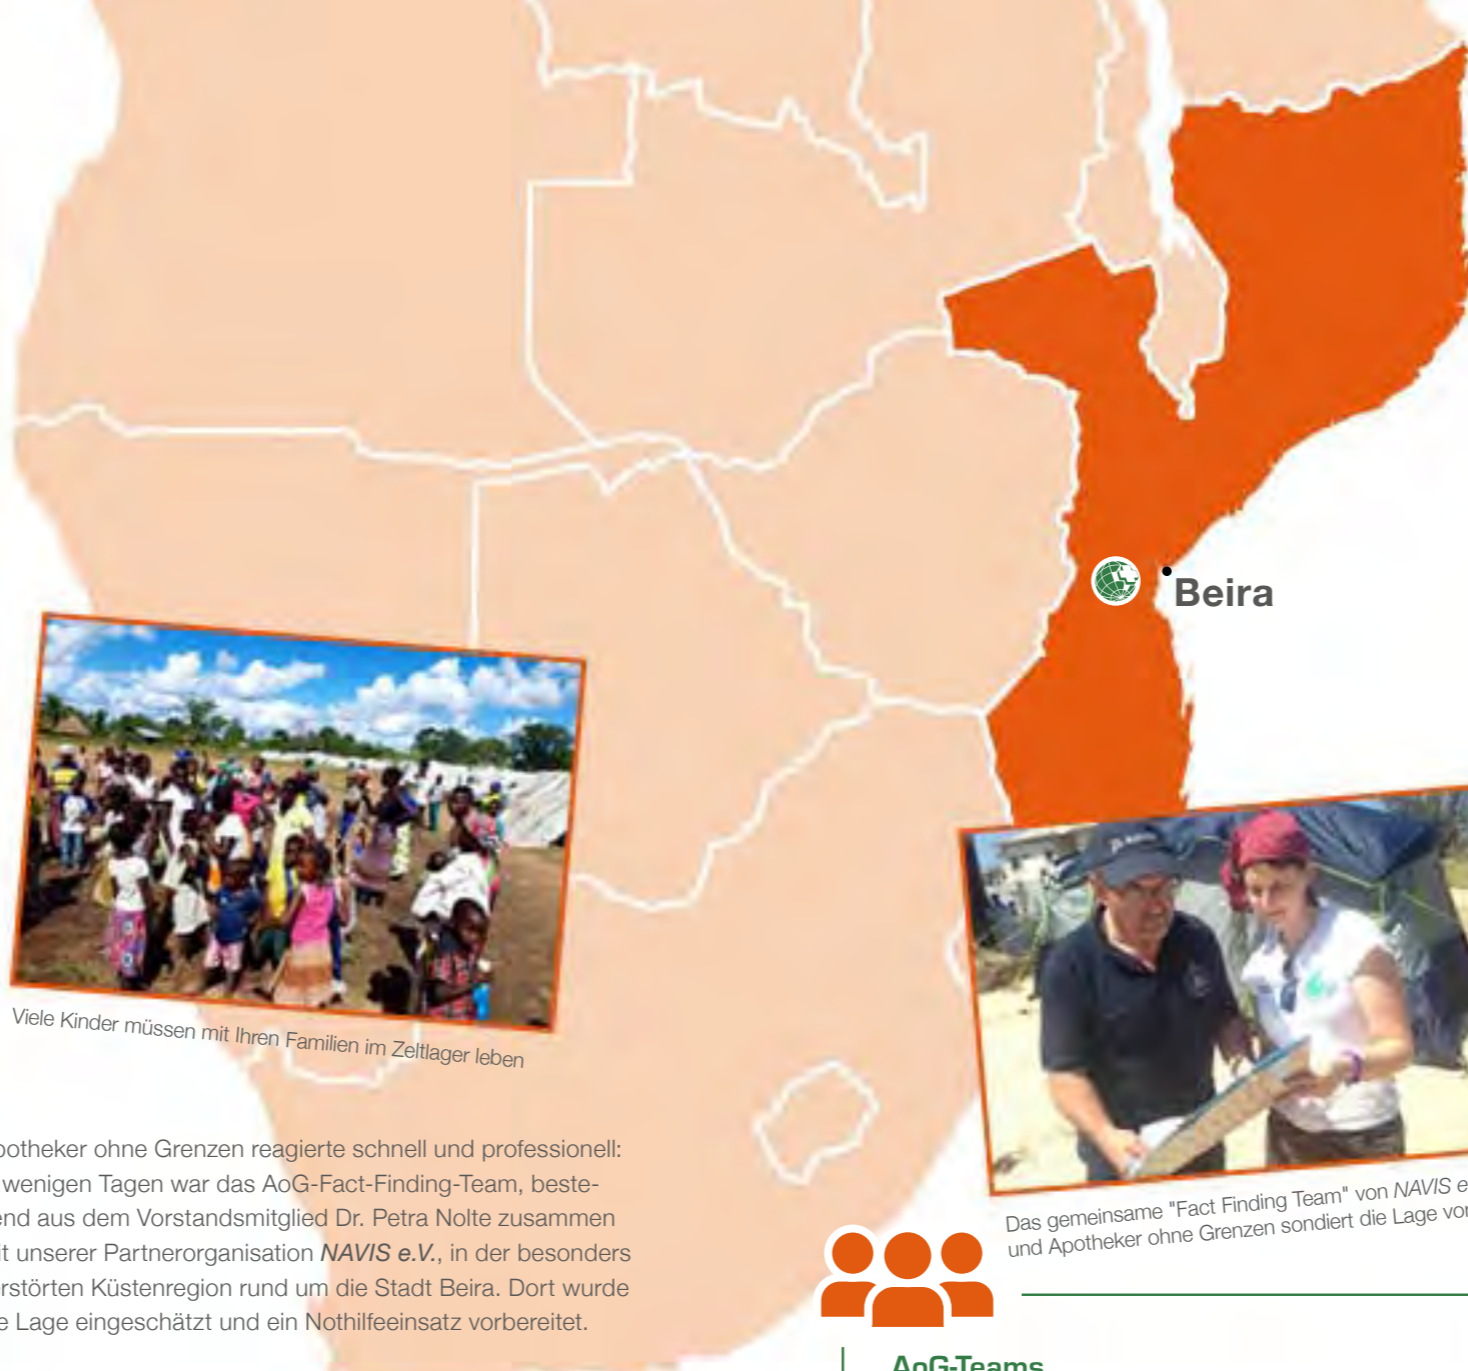 Beira
Viele Kinder müssen mit Ihren Familien im Zeltlager leben
potheker ohne Grenzen reagierte schnell und professionell:
wenigen Tagen war das AoG-Fact-Finding-Team, beste-
end aus dem Vorstandsmitglied Dr. Petra Nolte zusammen
it unserer Partnerorganisation NAVIS e.V., in der besonders
erstörten Küstenregion rund um die Stadt Beira. Dort wurde
e Lage eingeschätzt und ein Nothilfeeinsatz vorbereitet.
Das gemeinsame "Fact Finding Team" von NAVIS e
und Apotheker ohne Grenzen sondiert die Lage vor
AoG-Teams